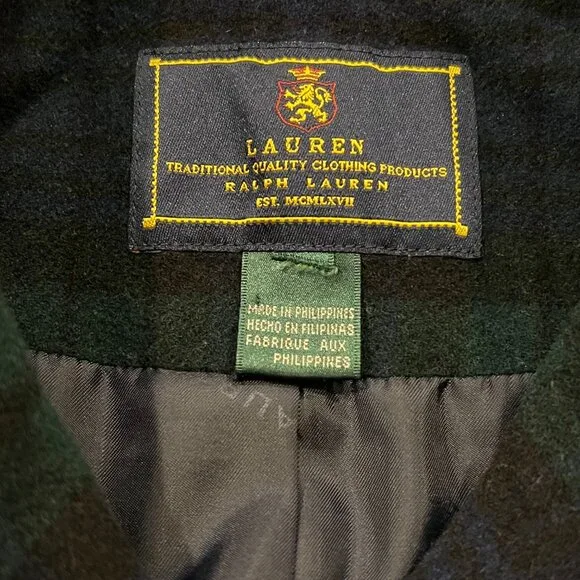 LAUREN
TRADITIONAL QUALITY CLOTHING PRODUCTS
RALPH LAUREN
EST. MCMLXVII
MADE IN PHILIPPINES
HECHO EN FILIPINAS
FABRIQUE AUX
PHILIPPINES